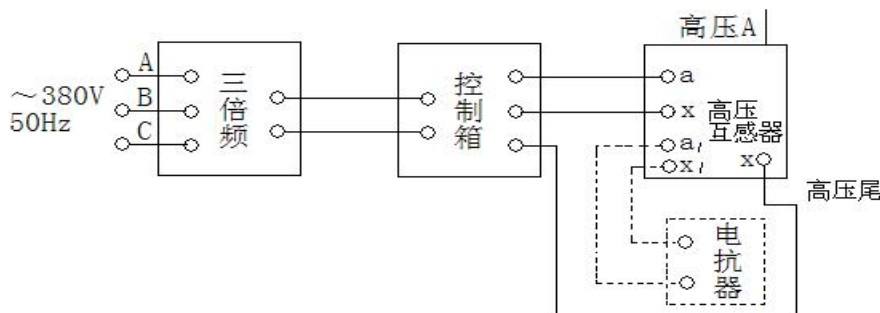 高压A
～380V
50Hz
A
B
C
三倍频
控制箱
a
x
高压
互感器
a,
x,
x
高压尾
电抗器